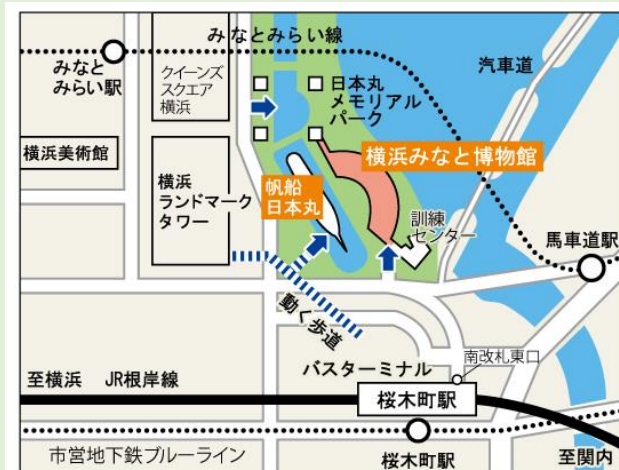 みなとみらい線
みなと
みらい駅
クイーンズ
スクエア
横浜
日本丸
メモリアル
パーク
汽車道
横浜美術館
横浜みなと博物館
横浜
ランドマーク
タワー
帆船
日本丸
訓練
センター
馬車道駅
動く歩道
南改札東口
バスターミナル
至横浜 JR根岸線
桜木町駅
市営地下鉄ブルーライン
桜木町駅
至関内